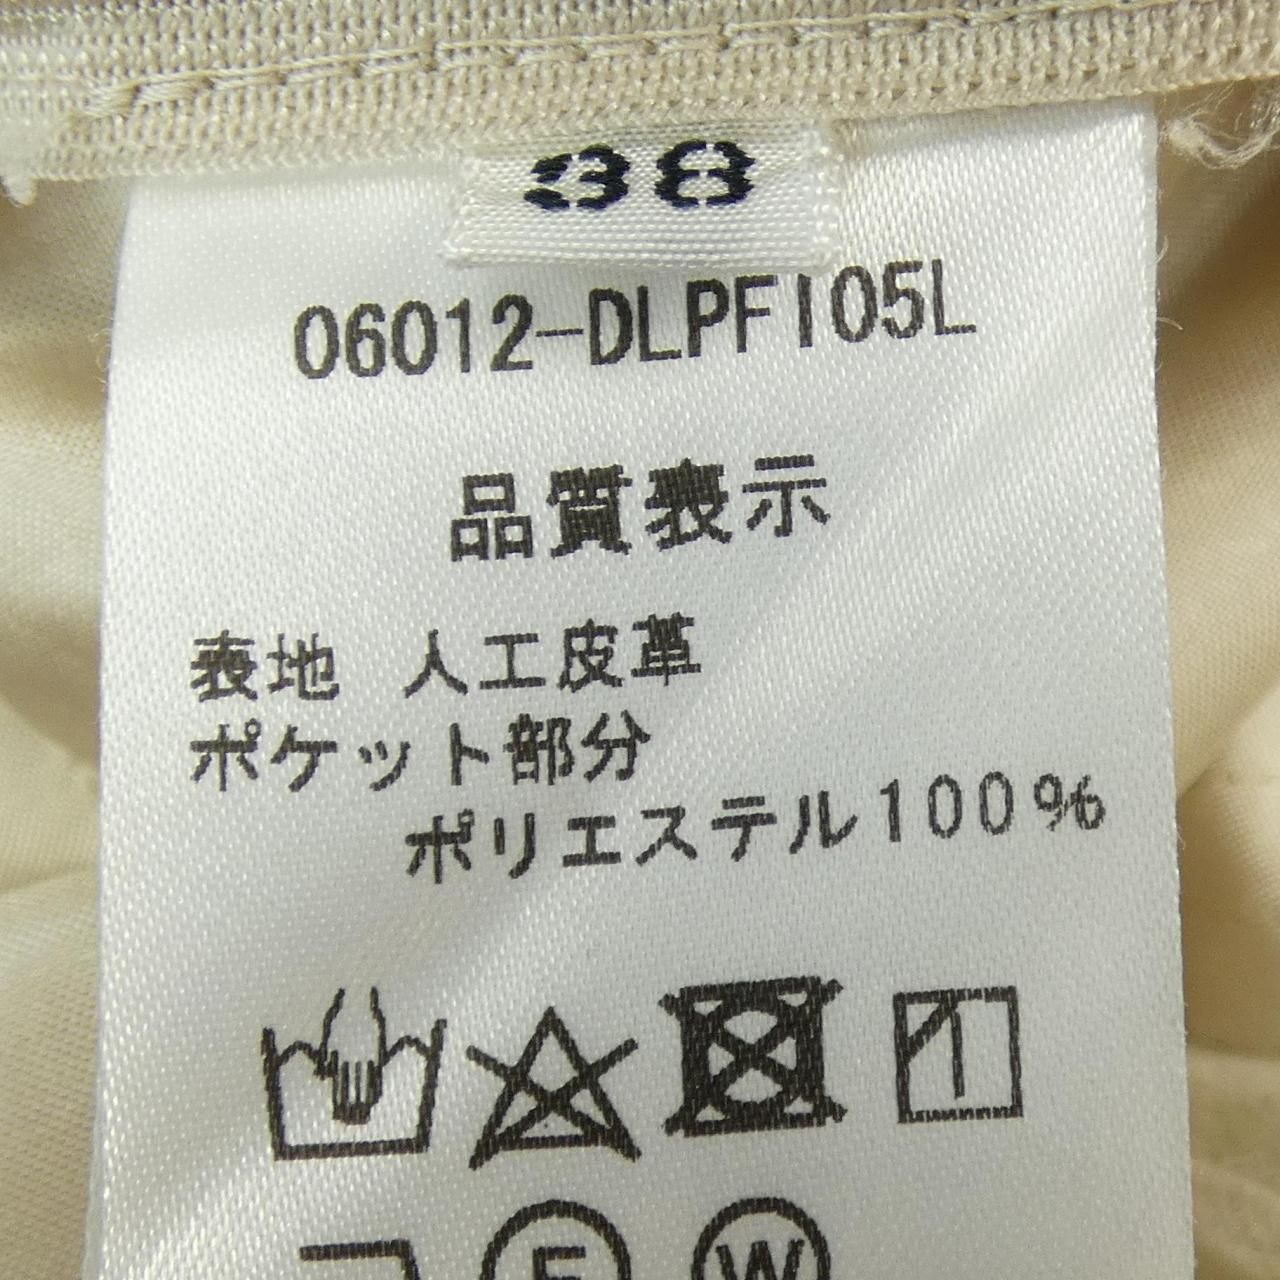 38
06012-DLPF105L
品質表示
表地 人工皮革
ポケット部分
ポリエステル100%
F W